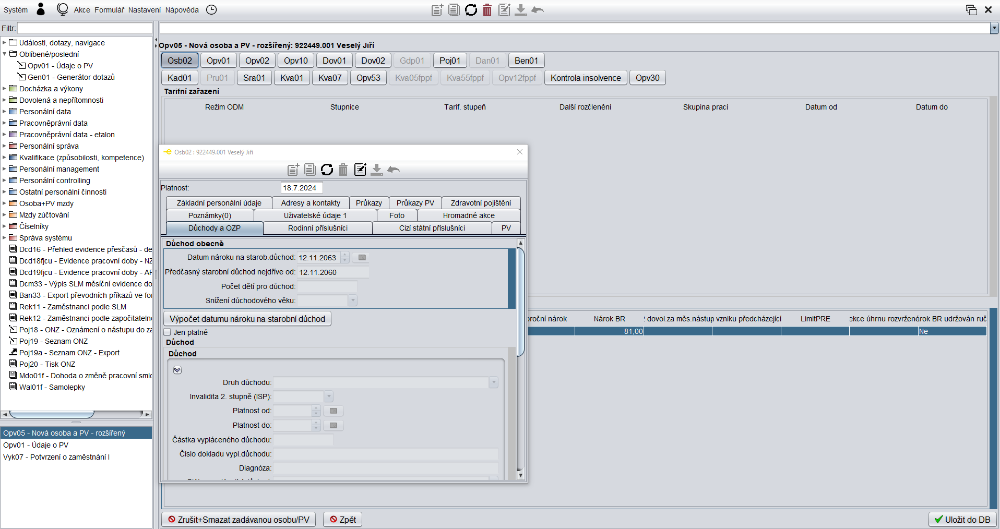 Systém Akce Formulář Nastavení Nápověda
Filtr:
Události, dotazy, navigace
Oblíbené/poslední
Opv01 - Údaje o PV
Gen01 - Generátor dotazů
Docházka a výkony
Dovolená a nepřítomnosti
Personální data
Pracovněprávní data
Pracovněprávní data - etalon
Personální správa
Kvalifikace (způsobilosti, kompetence)
Personální management
Personální controlling
Ostatní personální činnosti
Osoba+PV mzdy
Mzdy zúčtování
Číselníky
Správa systému
Dcd16 - Přehled evidence přesčasů - de
Dcd18fjcu - Evidence pracovní doby - NZ
Dcd19fjcu - Evidence pracovní doby - AF
Dcm33 - Výpis SLM měsíční evidence do
Ban33 - Export převodních příkazů ve for
Rek11 - Zaměstnanci podle SLM
Rek12 - Zaměstnanci podle započitatelno
Poj18 - ONZ - Oznámení o nástupu do za
Poj19 - Seznam ONZ
Poj19a - Seznam ONZ - Export
Poj20 - Tisk ONZ
Mdo01f - Dohoda o změně pracovní smlo
Wal01f - Samolepky
Opv05 - Nová osoba a PV - rozšířený
Opv01 - Údaje o PV
Vyk07 - Potvrzení o zaměstnání I
Opv05 - Nová osoba a PV - rozšířený: 922449.001 Veselý Jiří
Osb02 Opv01 Opv02 Opv10 Dov01 Dov02 Gdp01 Poj01 Dan01 Ben01
Kad01 Pru01 Sra01 Kva01 Kva07 Opv53 Kva05fppf Kva55fppf Opv12fppf Kontrola insolvence Opv30
Tarifní zařazení
Režim ODM Stupnice Tarif. stupeň Další rozčlenění Skupina prací Datum od Datum do
Osb02 : 922449.001 Veselý Jiří
Platnost: 18.7.2024
Základní personální údaje Adresy a kontakty Průkazy Průkazy PV Zdravotní pojištění
Poznámky(0) Uživatelské údaje 1 Foto Hromadné akce
Důchody a OZP Rodinní příslušníci Cizí státní příslušníci PV
Důchod obecně
Datum nároku na starob.důchod: 12.11.2063
Předčasný starobní důchod nejdříve od: 12.11.2060
Počet dětí pro důchod:
Snížení důchodového věku:
Výpočet datumu nároku na starobní důchod
Jen platné
Důchod
Důchod
Druh důchodu:
Invalidita 2. stupně (ISP):
Platnost od:
Platnost do:
Částka vypláceného důchodu:
Číslo dokladu vypl.důchodu:
Diagnóza:
oroční nárok Nárok BR dovol.za měs.nástup vzniku předcházející LimitPRE ekce úhrnu rozvržen érok BR udržován ruč
81,00 Ne
Zrušit+Smazat zadávanou osobu/PV Zpět Uložit do DB